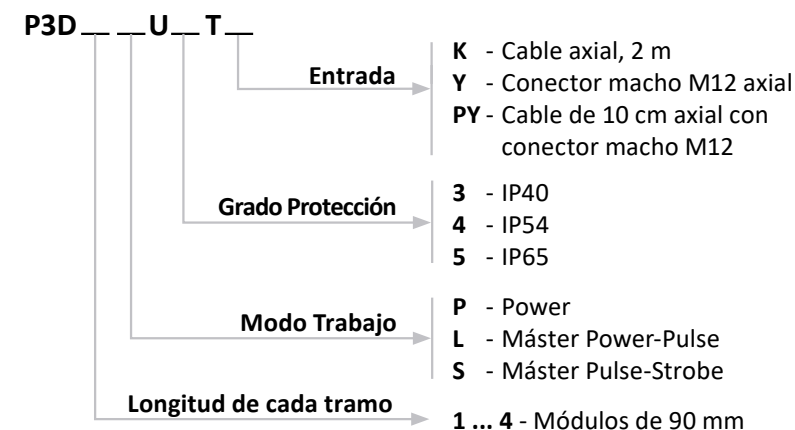 P3D__ __U__T__
Entrada
K - Cable axial, 2 m
Y - Conector macho M12 axial
PY - Cable de 10 cm axial con
conector macho M12
Grado Protección
3 - IP40
4 - IP54
5 - IP65
Modo Trabajo
P - Power
L - Máster Power-Pulse
S - Máster Pulse-Strobe
Longitud de cada tramo
1 ... 4 - Módulos de 90 mm